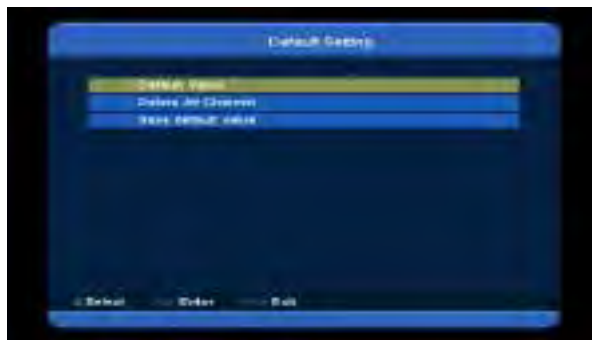 Default Setting
Default Value
Delete All Channel
Save default value
Select Enter Exit